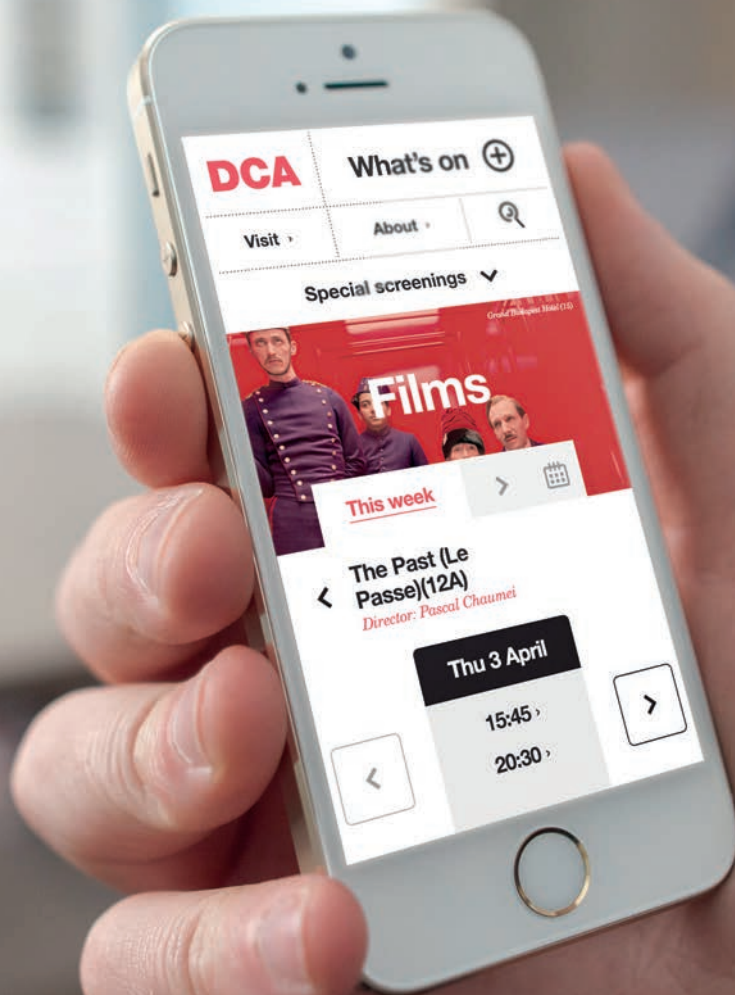 DCA
What's on
Visit ›
About ›
Special screenings
Grand Budapest Hotel (15)
Films
This week
The Past (Le
Passe)(12A)
Director: Pascal Chaumei
Thu 3 April
15:45 ›
20:30 ›